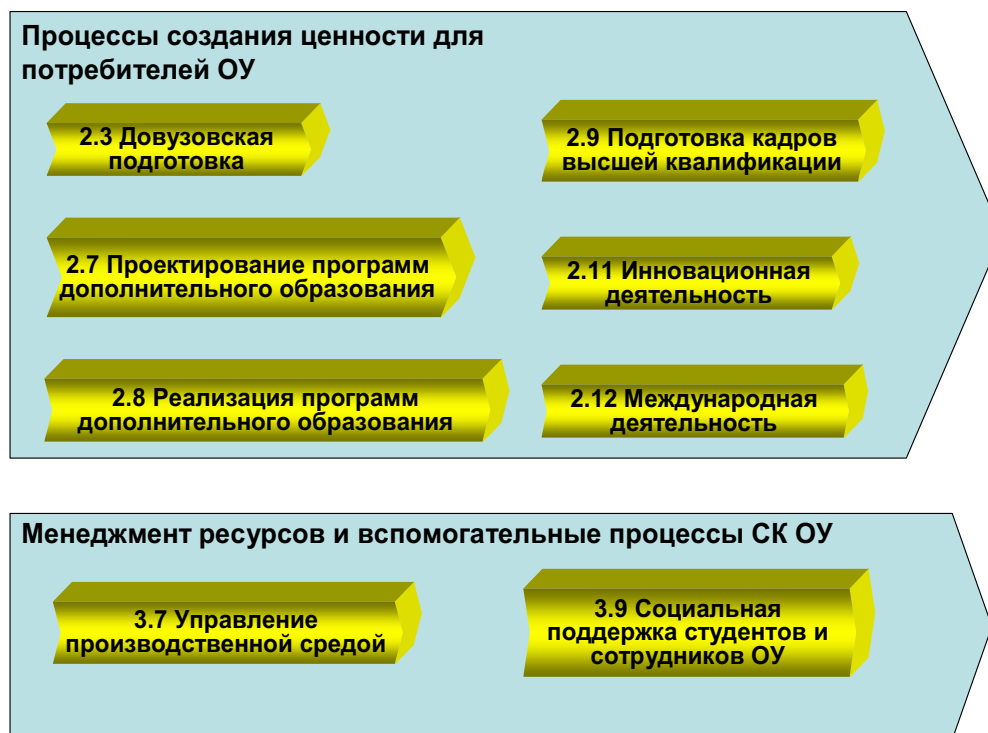 Процессы создания ценности для
потребителей ОУ
2.3 Довузовская
подготовка
2.9 Подготовка кадров
высшей квалификации
2.7 Проектирование программ
дополнительного образования
2.11 Инновационная
деятельность
2.8 Реализация программ
дополнительного образования
2.12 Международная
деятельность
Менеджмент ресурсов и вспомогательные процессы СК ОУ
3.7 Управление
производственной средой
3.9 Социальная
поддержка студентов и
сотрудников ОУ